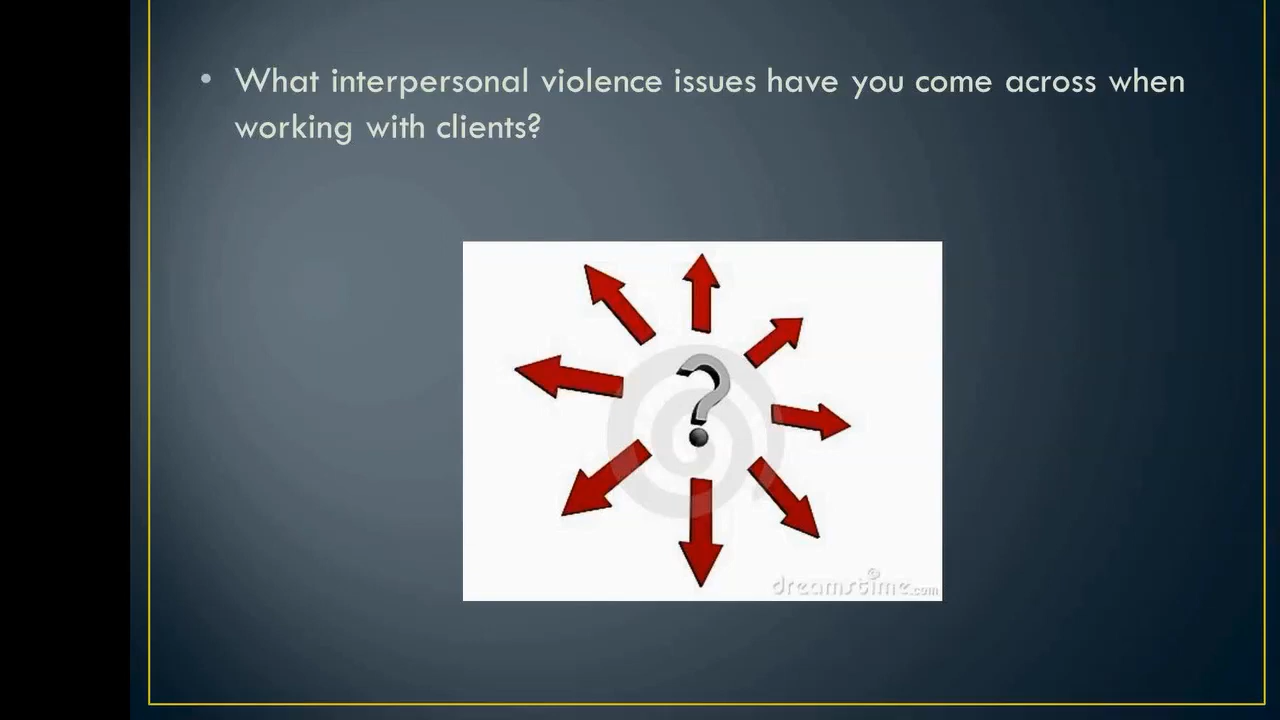 • What interpersonal violence issues have you come across when
working with clients?
?
dreamstime.com